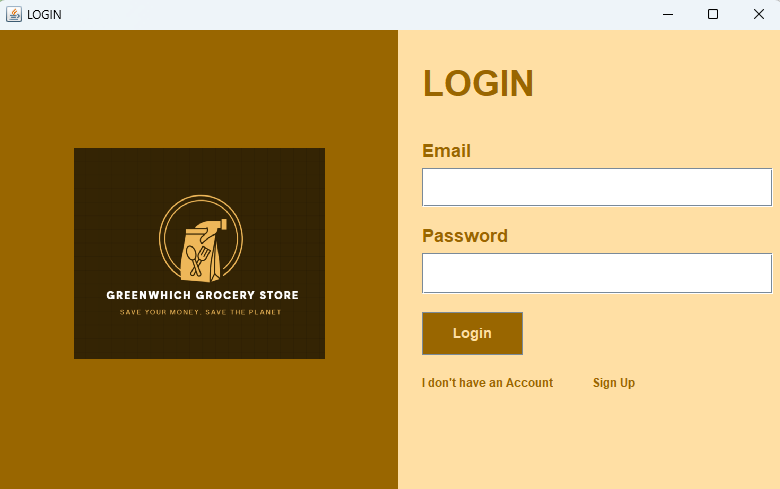 LOGIN
GREENWHICH GROCERY STORE
SAVE YOUR MONEY, SAVE THE PLANET
LOGIN
Email
Password
Login
I don't have an Account Sign Up